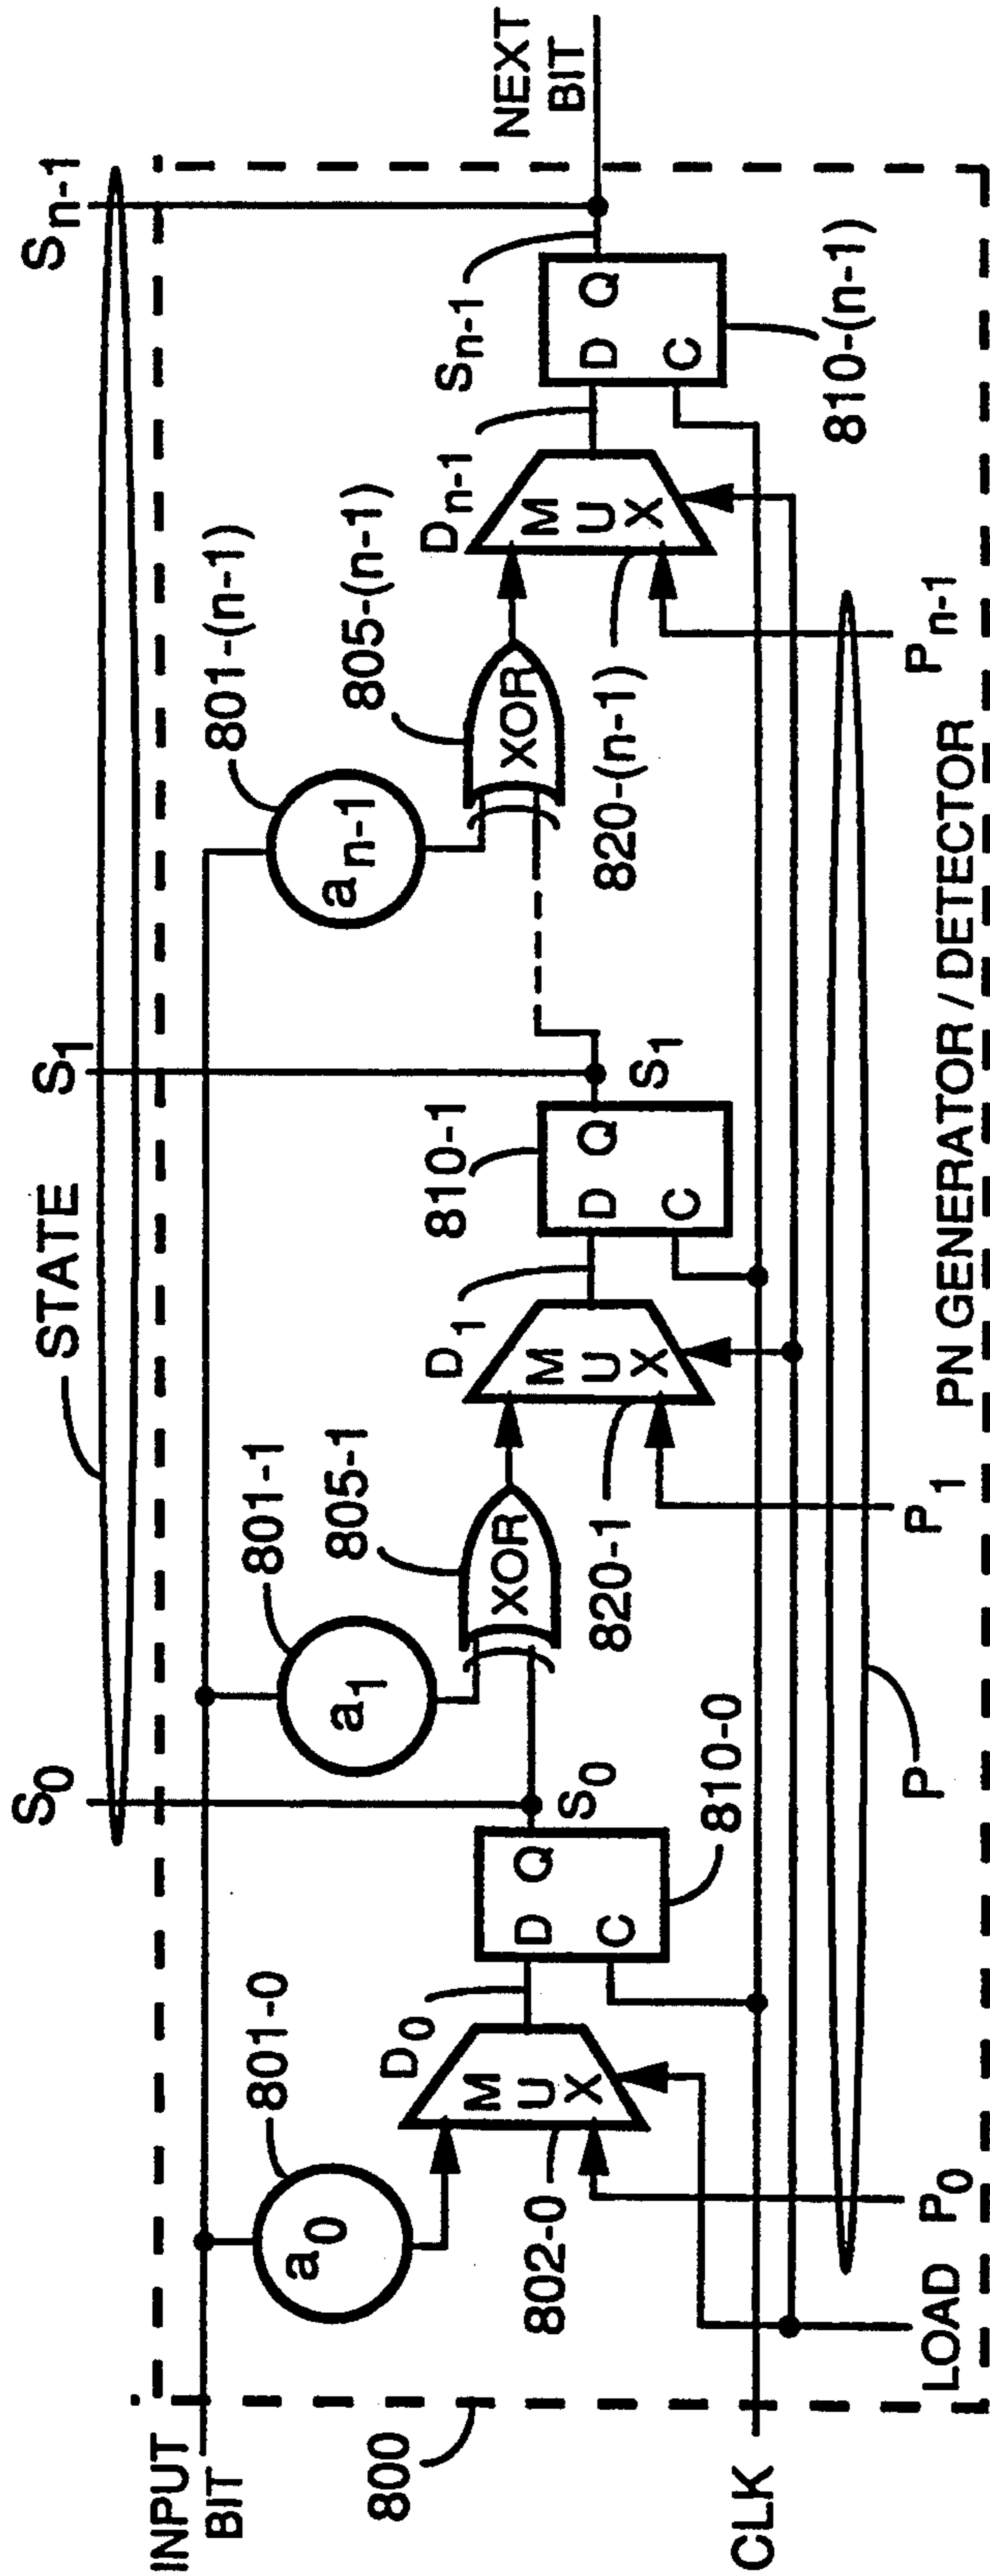 STATE
S0
S1
Sn-1
INPUT
BIT
NEXT
BIT
800
801-0
a0
801-1
a1
801-(n-1)
an-1
805-1
XOR
805-(n-1)
XOR
D0
MUX
802-0
D Q
C
S0
810-0
D1
MUX
820-1
D Q
C
810-1
S1
Dn-1
MUX
820-(n-1)
D Q
C
Sn-1
810-(n-1)
CLK
LOAD
P0
P
P1
Pn-1
PN GENERATOR / DETECTOR